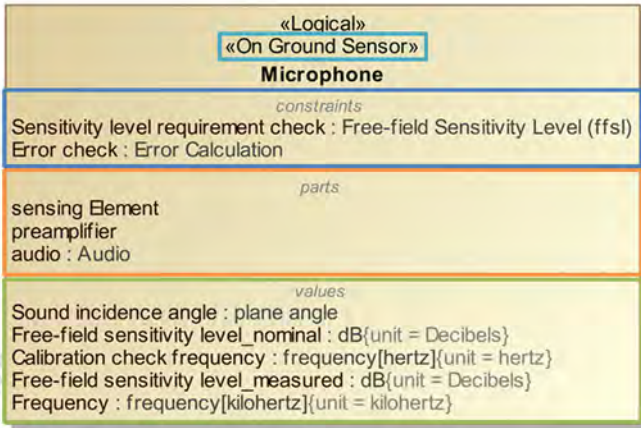 «Logical»
«On Ground Sensor»
Microphone
constraints
Sensitivity level requirement check : Free-field Sensitivity Level (ffsl)
Error check : Error Calculation
parts
sensing Element
preamplifier
audio : Audio
values
Sound incidence angle : plane angle
Free-field sensitivity level_nominal : dB{unit = Decibels}
Calibration check frequency : frequency[hertz]{unit = hertz}
Free-field sensitivity level_measured : dB{unit = Decibels}
Frequency : frequency[kilohertz]{unit = kilohertz}